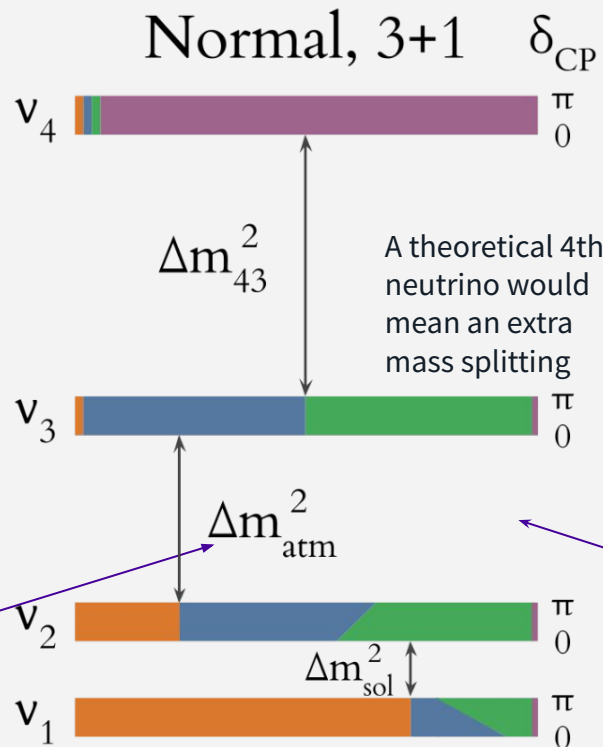 Normal, 3+1 δCP
ν4 π
0
Δm²43
A theoretical 4th
neutrino would
mean an extra
mass splitting
ν3 π
0
Δm²atm
ν2 π
0
Δm²sol
ν1 π
0